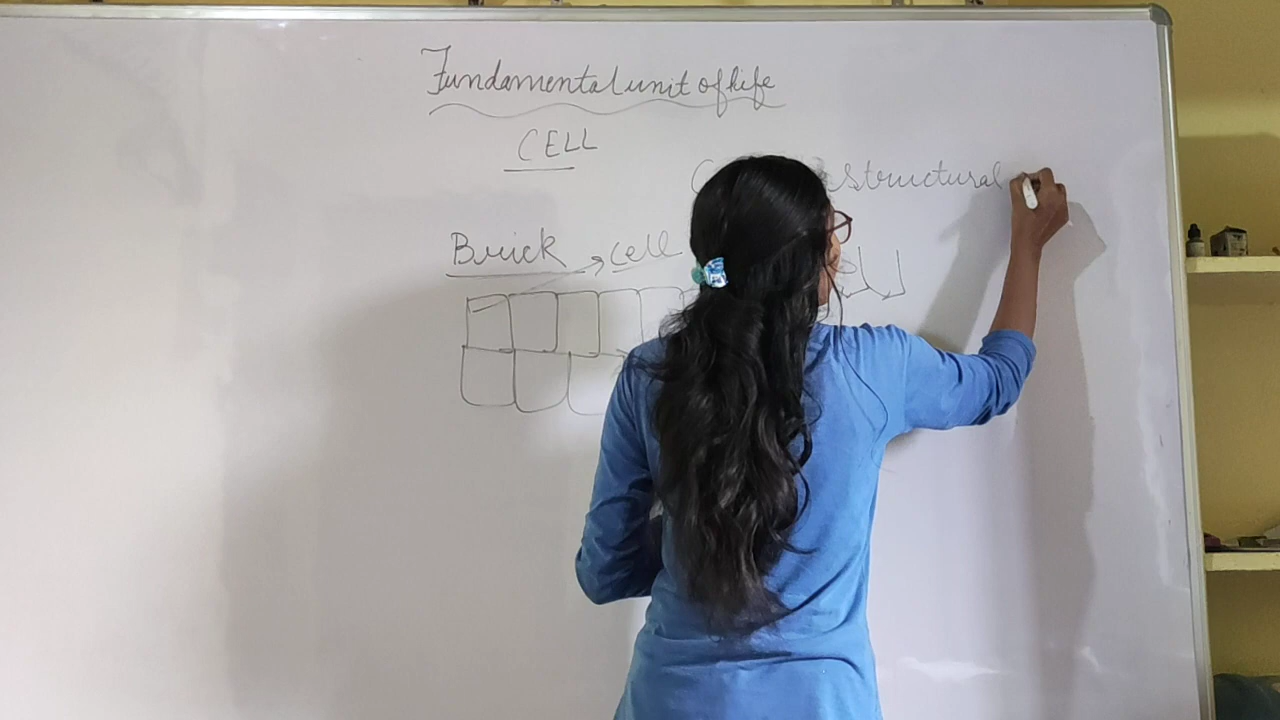 Fundamental unit of life
CELL
structural
Brick → cell